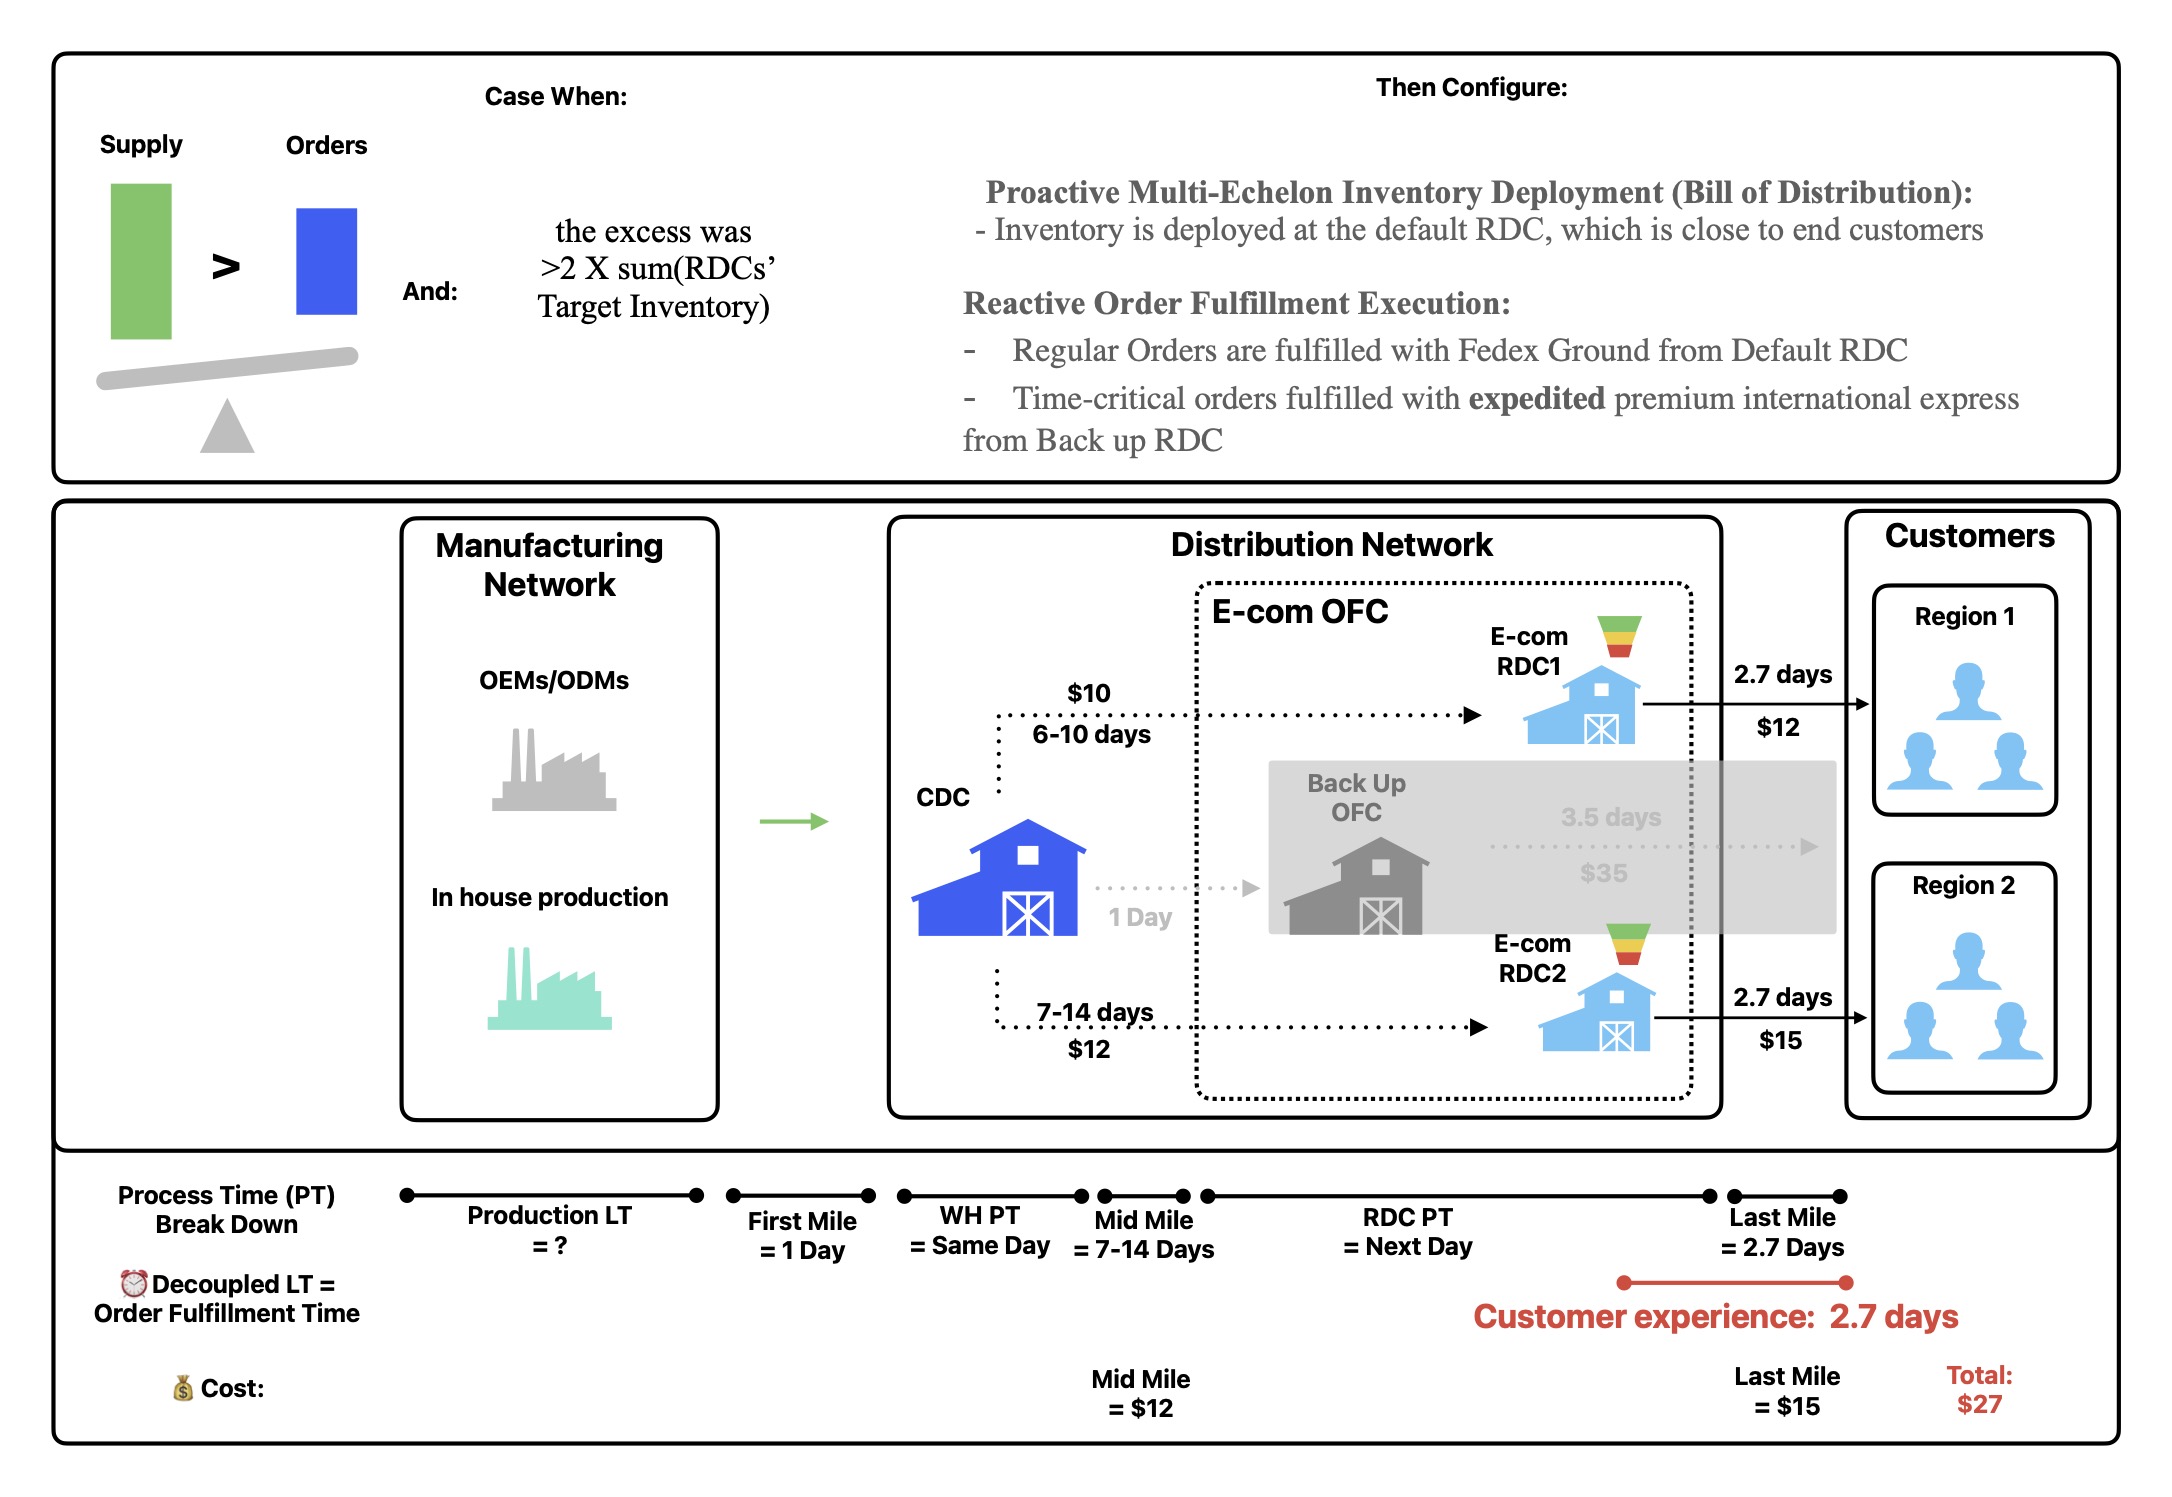 Case When:
Then Configure:
Supply
Orders
>
And:
the excess was
>2 X sum(RDCs’
Target Inventory)
Proactive Multi-Echelon Inventory Deployment (Bill of Distribution):
- Inventory is deployed at the default RDC, which is close to end customers
Reactive Order Fulfillment Execution:
- Regular Orders are fulfilled with Fedex Ground from Default RDC
- Time-critical orders fulfilled with expedited premium international express
from Back up RDC
Manufacturing
Network
OEMs/ODMs
In house production
Distribution Network
E-com OFC
E-com
RDC1
$10
6-10 days
CDC
1 Day
Back Up
OFC
3.5 days
$35
E-com
RDC2
7-14 days
$12
2.7 days
$12
2.7 days
$15
Customers
Region 1
Region 2
Process Time (PT)
Break Down
Production LT
= ?
First Mile
= 1 Day
WH PT
= Same Day
Mid Mile
= 7-14 Days
RDC PT
= Next Day
Last Mile
= 2.7 Days
⏰Decoupled LT =
Order Fulfillment Time
Customer experience: 2.7 days
💰 Cost:
Mid Mile
= $12
Last Mile
= $15
Total:
$27